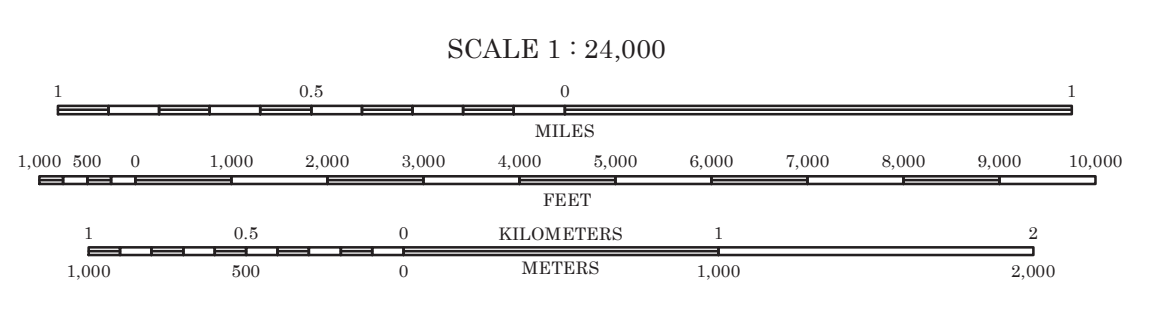 SCALE 1 : 24,000
1 0.5 0 1
MILES
1,000 500 0 1,000 2,000 3,000 4,000 5,000 6,000 7,000 8,000 9,000 10,000
FEET
1 0.5 0 KILOMETERS 1 2
1,000 500 0 METERS 1,000 2,000